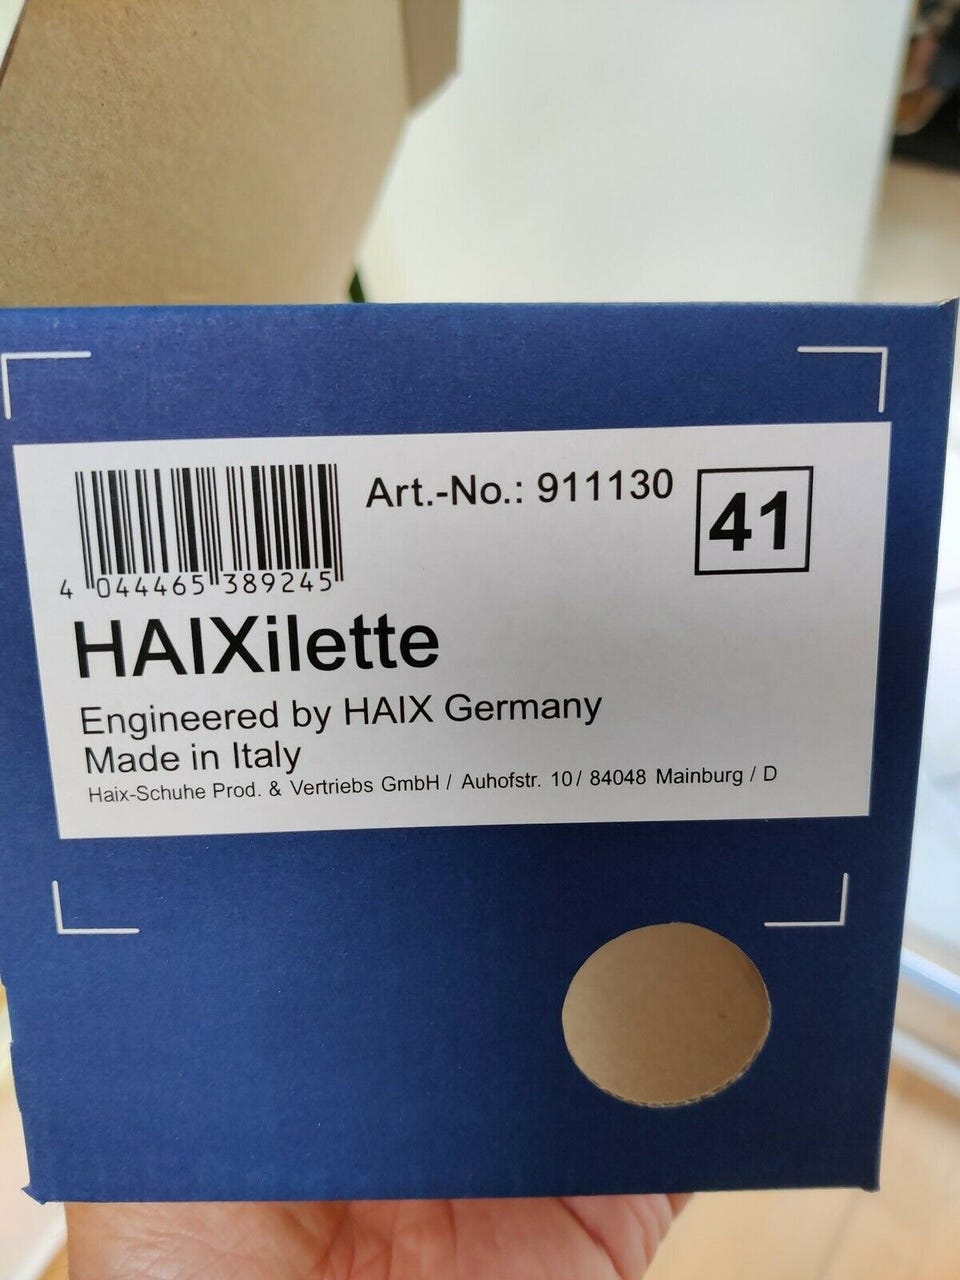 Art.-No.: 911130
41
4 044465 389245
HAIXilette
Engineered by HAIX Germany
Made in Italy
Haix-Schuhe Prod. & Vertriebs GmbH / Auhofstr. 10 / 84048 Mainburg / D